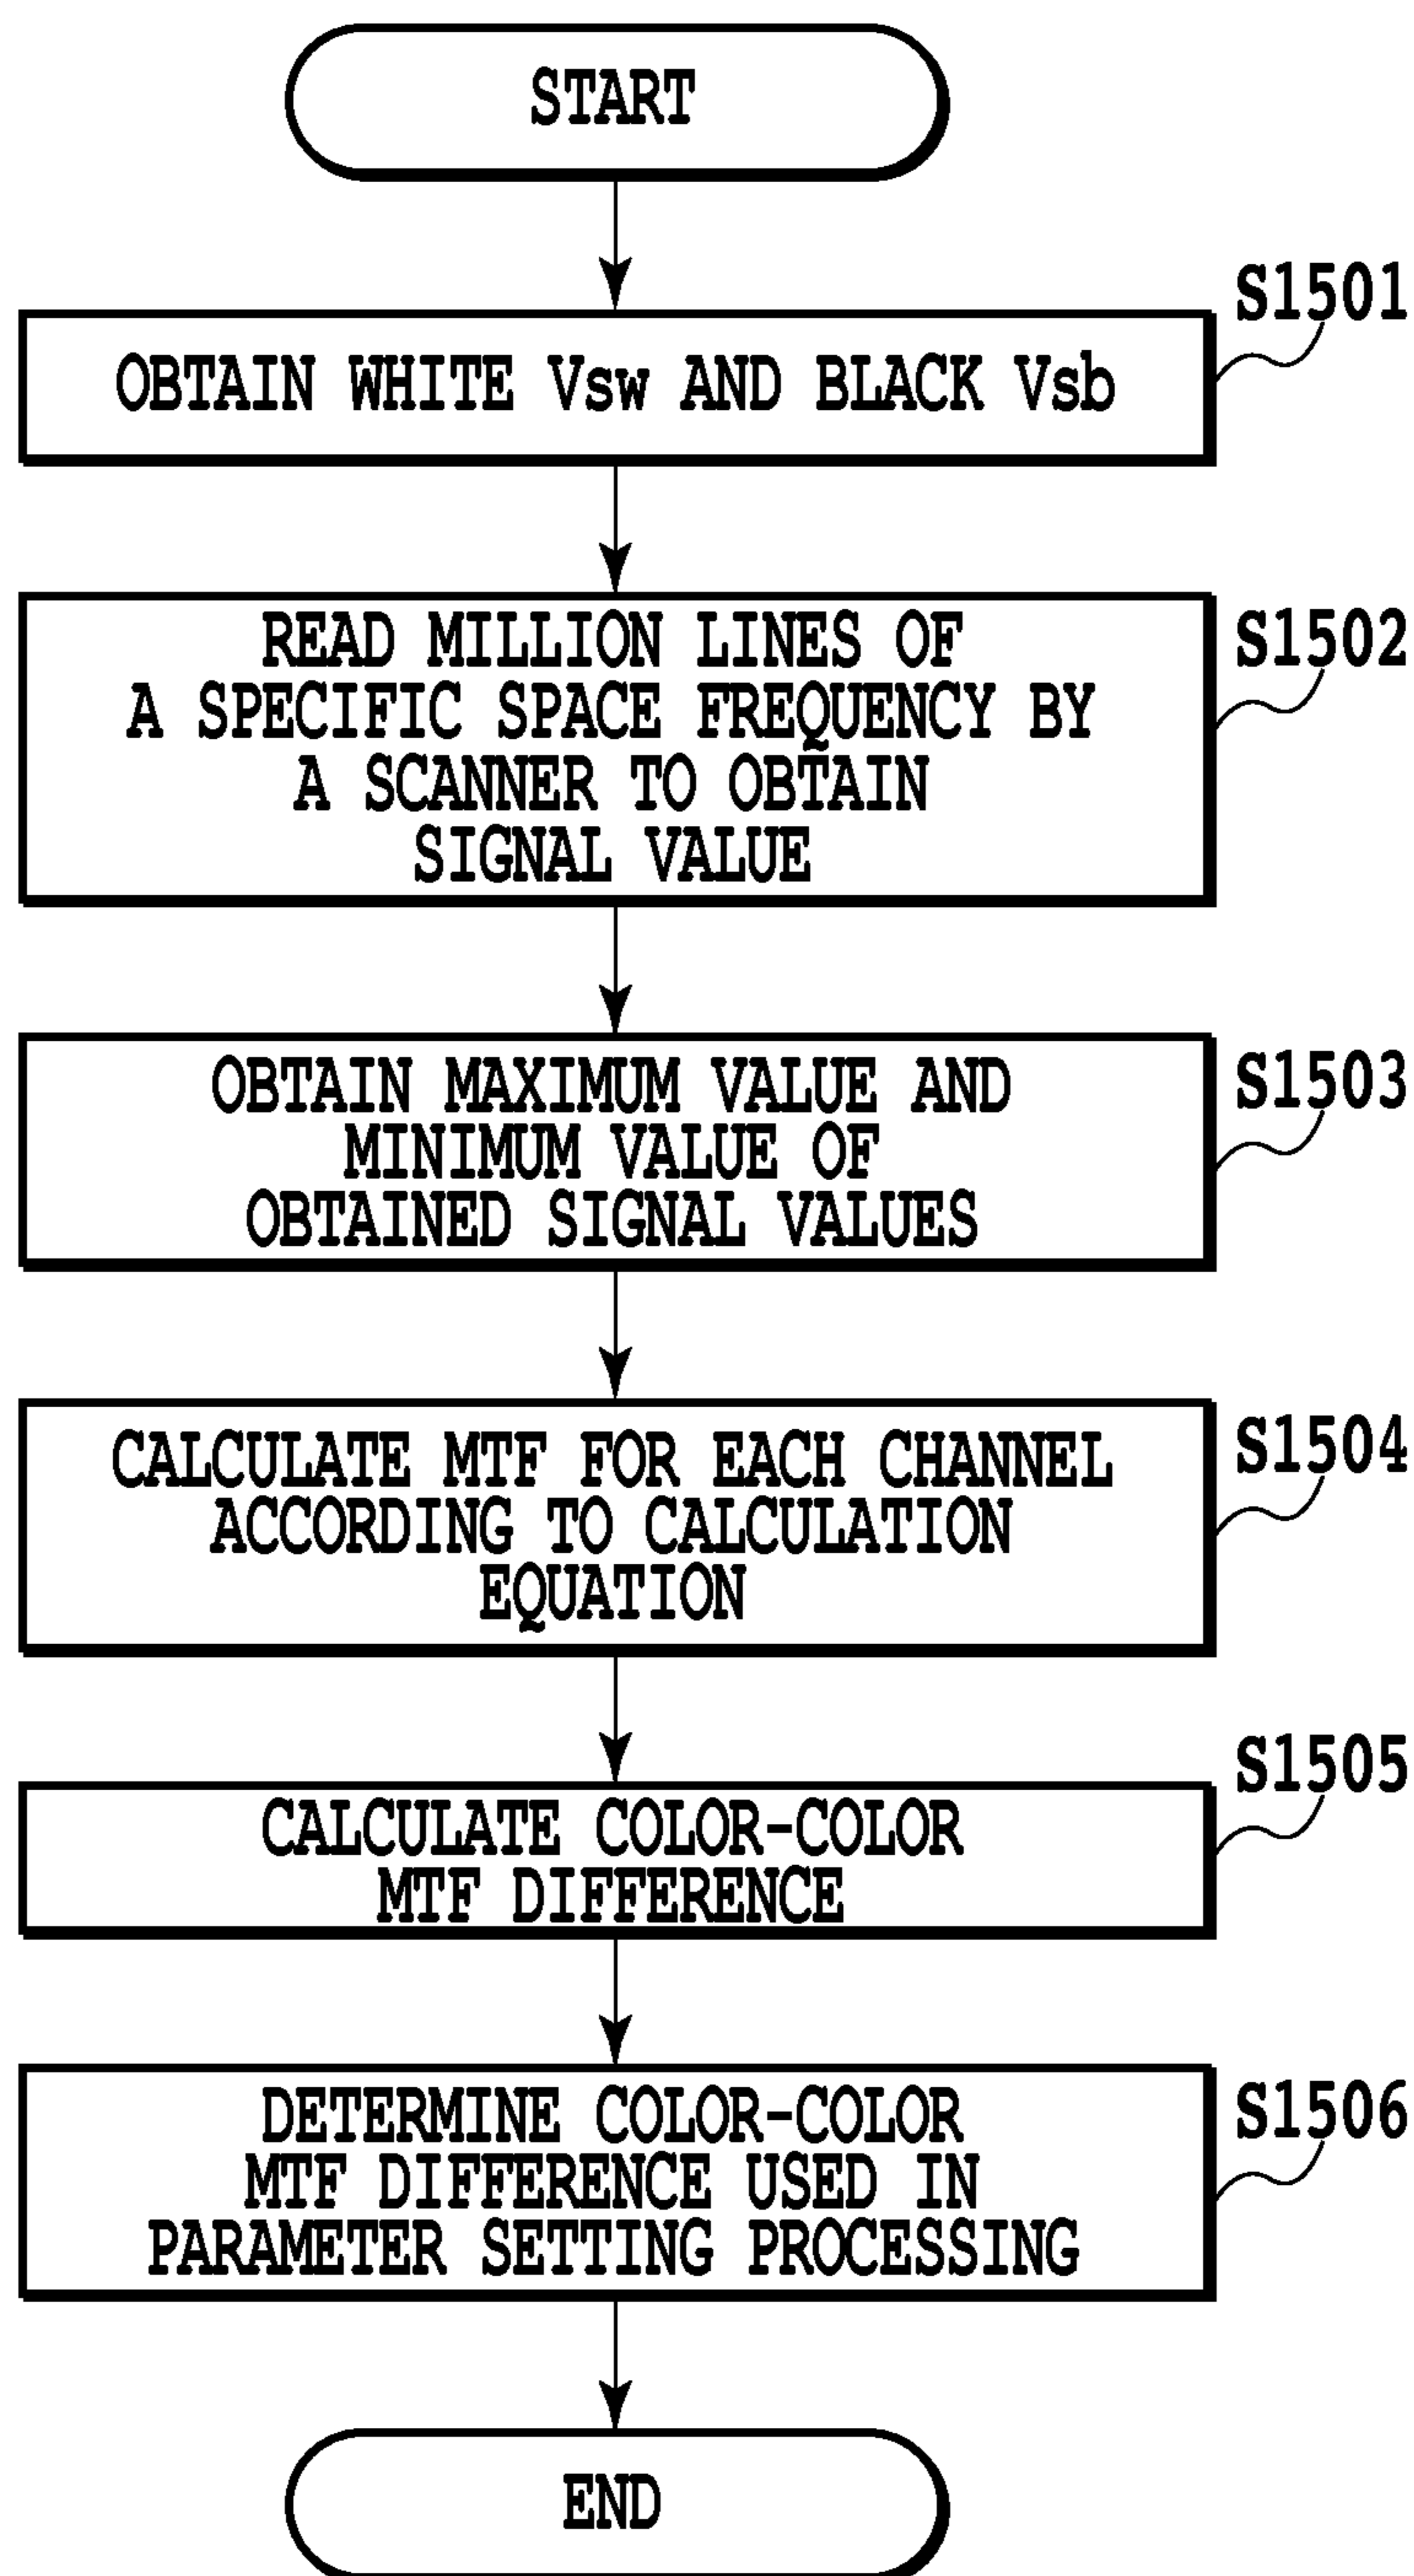 START
S1501
OBTAIN WHITE Vsw AND BLACK Vsb
S1502
READ MILLION LINES OF
A SPECIFIC SPACE FREQUENCY BY
A SCANNER TO OBTAIN
SIGNAL VALUE
S1503
OBTAIN MAXIMUM VALUE AND
MINIMUM VALUE OF
OBTAINED SIGNAL VALUES
S1504
CALCULATE MTF FOR EACH CHANNEL
ACCORDING TO CALCULATION
EQUATION
S1505
CALCULATE COLOR-COLOR
MTF DIFFERENCE
S1506
DETERMINE COLOR-COLOR
MTF DIFFERENCE USED IN
PARAMETER SETTING PROCESSING
END